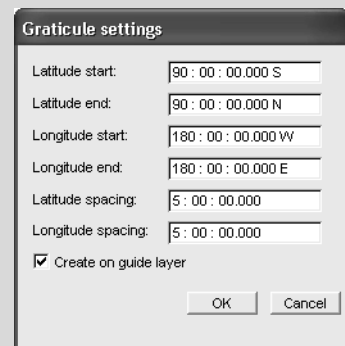 Graticule settings
Latitude start: 90 : 00 : 00.000 S
Latitude end: 90 : 00 : 00.000 N
Longitude start: 180 : 00 : 00.000 W
Longitude end: 180 : 00 : 00.000 E
Latitude spacing: 5 : 00 : 00.000
Longitude spacing: 5 : 00 : 00.000
Create on guide layer
OK Cancel